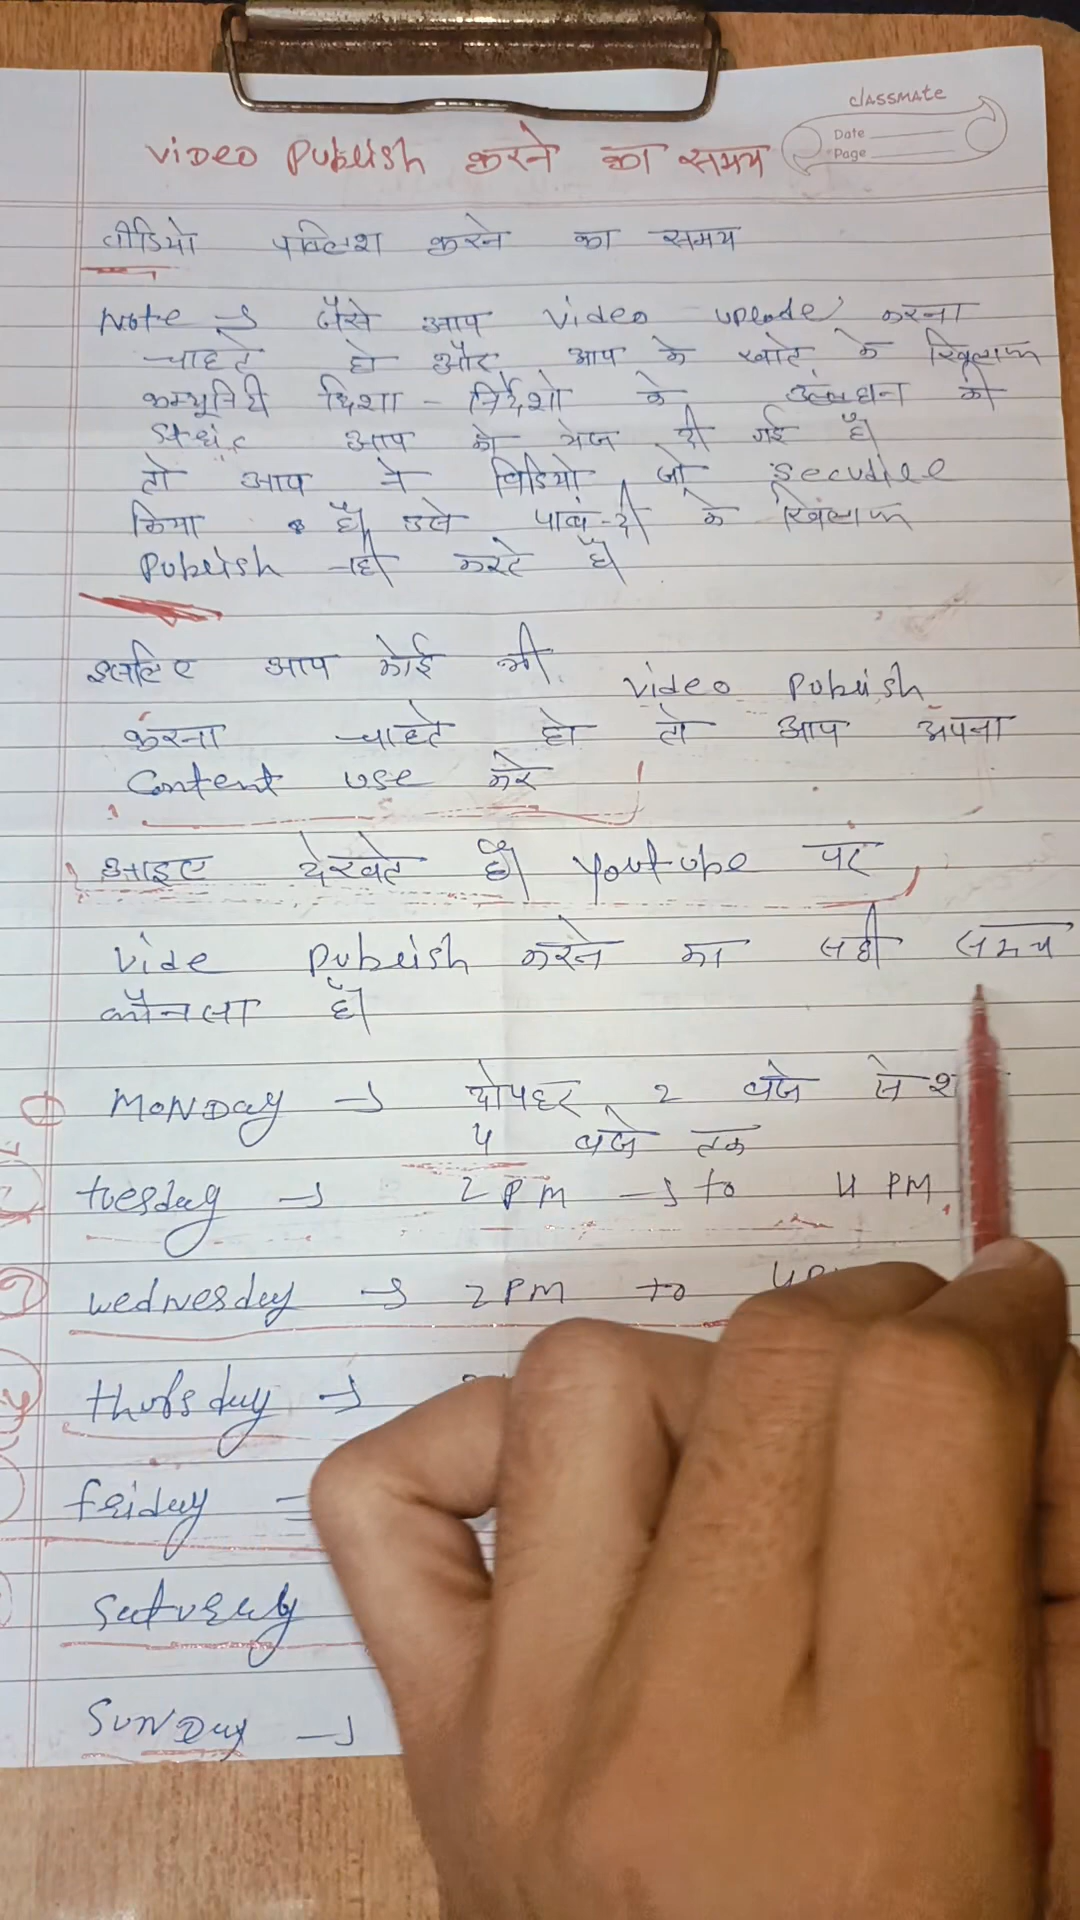 classmate
Date
Page
Video Publish करने का समय
वीडियो पब्लिश करने का समय
Note → जैसे आप video uploade करना
चाहते हो और आप के खाते के खिलाफ
कम्यूनिटी दिशा - निर्देशो के उल्लंघन की
आप को भेज दी गई है।
तो आप ने विडियो जो
किया है। उसे पाबंन्दी के खिलाफ
Publish नही करते है।
इसलिए आप कोई भी video Publish
करना चाहते हो तो आप अपना
Content use करे
आइए देखते है। Youtube पर
Vide Publish करने का सही समय
कौनसा है।
① MONDAY → दोपहर 2 बजे से
4 बजे तक
tuesday → 2 PM → to 4 PM
wednesday → 2 PM to
thursday →
friday
Saturday
SUNDAY →